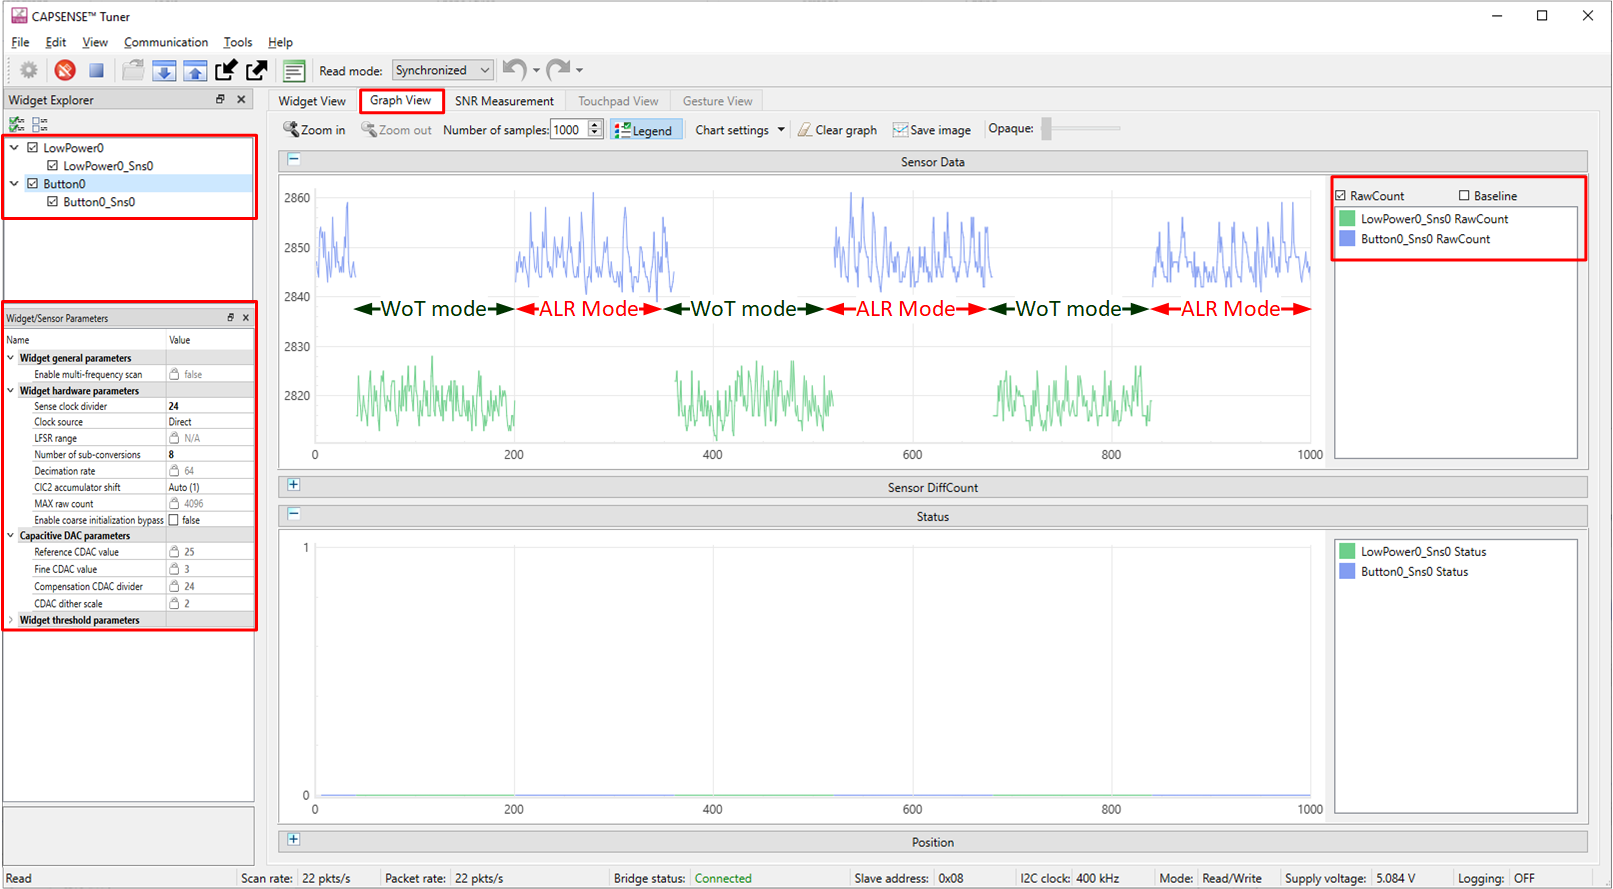 CAPSENSE™ Tuner
File Edit View Communication Tools Help
Read mode: Synchronized
Widget Explorer
LowPower0
LowPower0_Sns0
Button0
Button0_Sns0
Widget/Sensor Parameters
Name Value
Widget general parameters
Enable multi-frequency scan false
Widget hardware parameters
Sense clock divider 24
Clock source Direct
LFSR range N/A
Number of sub-conversions 8
Decimation rate 64
CIC2 accumulator shift Auto (1)
MAX raw count 4096
Enable coarse initialization bypass false
Capacitive DAC parameters
Reference CDAC value 25
Fine CDAC value 3
Compensation CDAC divider 24
CDAC dither scale 2
Widget threshold parameters
Widget View Graph View SNR Measurement Touchpad View Gesture View
Zoom in Zoom out Number of samples: 1000 Legend Chart settings Clear graph Save image Opaque:
Sensor Data
2860
2850
2840
2830
2820
WoT mode ALR Mode WoT mode ALR Mode WoT mode ALR Mode
0 200 400 600 800 1000
RawCount Baseline
LowPower0_Sns0 RawCount
Button0_Sns0 RawCount
Sensor DiffCount
Status
1
0
0 200 400 600 800 1000
LowPower0_Sns0 Status
Button0_Sns0 Status
Position
Read Scan rate: 22 pkts/s Packet rate: 22 pkts/s Bridge status: Connected Slave address: 0x08 I2C clock: 400 kHz Mode: Read/Write Supply voltage: 5.084 V Logging: OFF